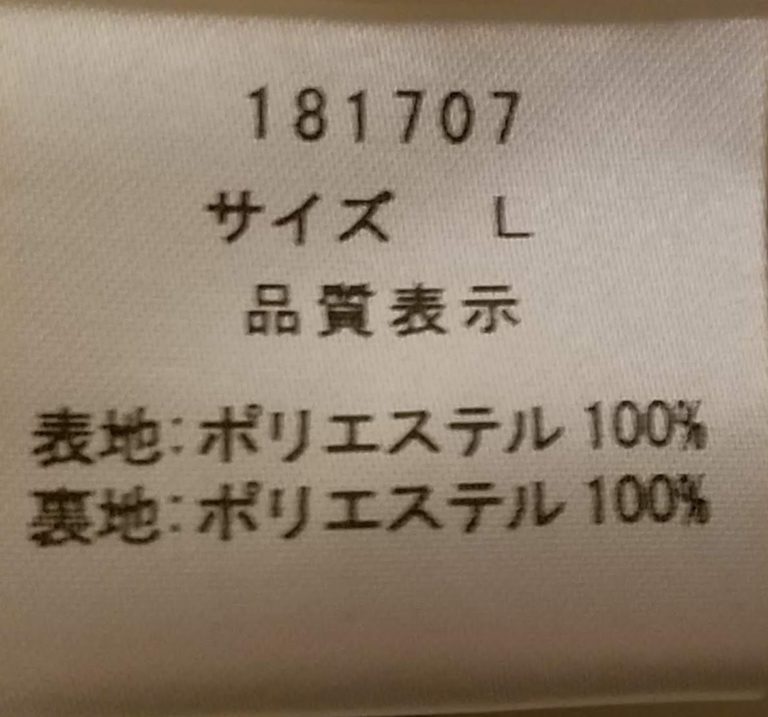 181707
サイズ L
品質表示
表地:ポリエステル 100%
裏地:ポリエステル 100%